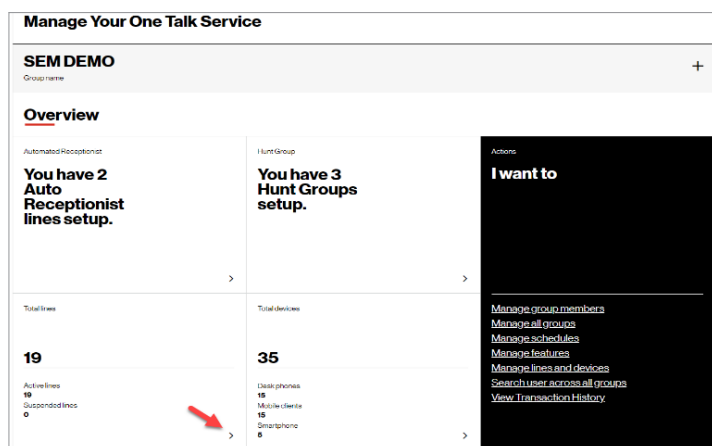 Manage Your One Talk Service
SEM DEMO
Group name
Overview
Automated Receptionist
You have 2
Auto
Receptionist
lines setup.
Hunt Group
You have 3
Hunt Groups
setup.
Actions
I want to
Total lines
19
Active lines
19
Suspended lines
0
Total devices
35
Desk phones
15
Mobile clients
15
Smartphone
5
Manage group members
Manage all groups
Manage schedules
Manage features
Manage lines and devices
Search user across all groups
View Transaction History